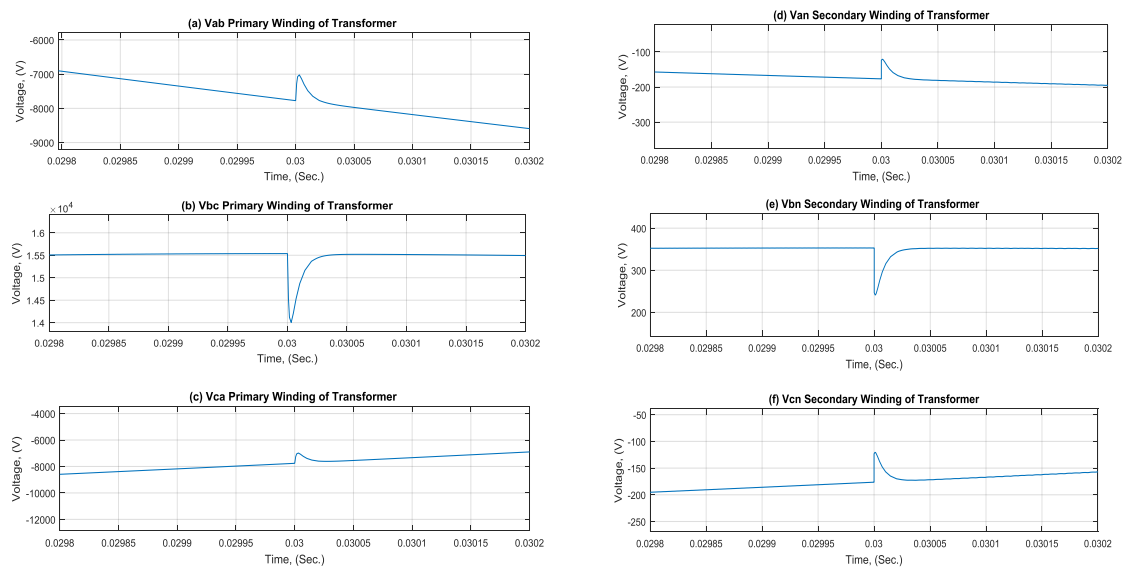 (a) Vab Primary Winding of Transformer
-6000
-7000
-8000
-9000
Voltage, (V)
0.0298 0.02985 0.0299 0.02995 0.03 0.03005 0.0301 0.03015 0.0302
Time, (Sec.)
(d) Van Secondary Winding of Transformer
-100
-200
-300
Voltage, (V)
0.0298 0.02985 0.0299 0.02995 0.03 0.03005 0.0301 0.03015 0.0302
Time, (Sec.)
(b) Vbc Primary Winding of Transformer
×10⁴
1.6
1.55
1.5
1.45
1.4
Voltage, (V)
0.0298 0.02985 0.0299 0.02995 0.03 0.03005 0.0301 0.03015 0.0302
Time, (Sec.)
(e) Vbn Secondary Winding of Transformer
400
300
200
Voltage, (V)
0.0298 0.02985 0.0299 0.02995 0.03 0.03005 0.0301 0.03015 0.0302
Time, (Sec.)
(c) Vca Primary Winding of Transformer
-4000
-6000
-8000
-10000
-12000
Voltage, (V)
0.0298 0.02985 0.0299 0.02995 0.03 0.03005 0.0301 0.03015 0.0302
Time, (Sec.)
(f) Vcn Secondary Winding of Transformer
-50
-100
-150
-200
-250
Voltage, (V)
0.0298 0.02985 0.0299 0.02995 0.03 0.03005 0.0301 0.03015 0.0302
Time, (Sec.)